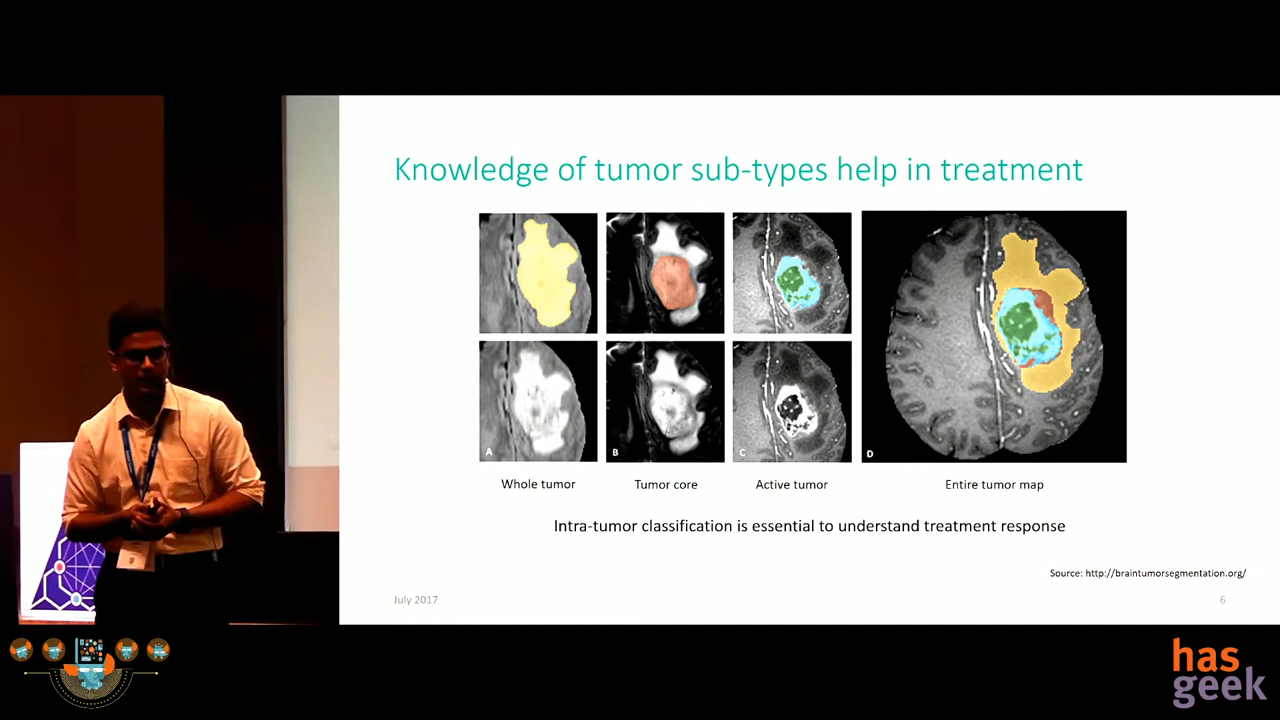 Knowledge of tumor sub-types help in treatment
A
B
C
D
Whole tumor
Tumor core
Active tumor
Entire tumor map
Intra-tumor classification is essential to understand treatment response
Source: http://braintumorsegmentation.org/
July 2017
6
has
geek